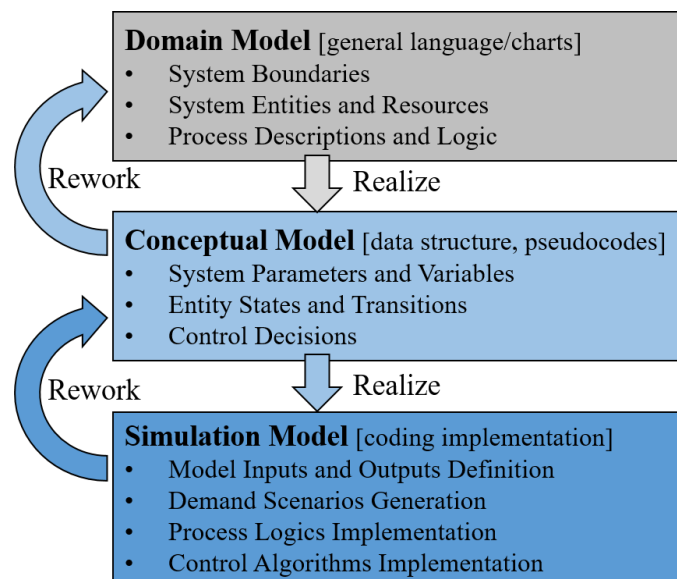 Domain Model [general language/charts]
• System Boundaries
• System Entities and Resources
• Process Descriptions and Logic
Rework
Realize
Conceptual Model [data structure, pseudocodes]
• System Parameters and Variables
• Entity States and Transitions
• Control Decisions
Rework
Realize
Simulation Model [coding implementation]
• Model Inputs and Outputs Definition
• Demand Scenarios Generation
• Process Logics Implementation
• Control Algorithms Implementation